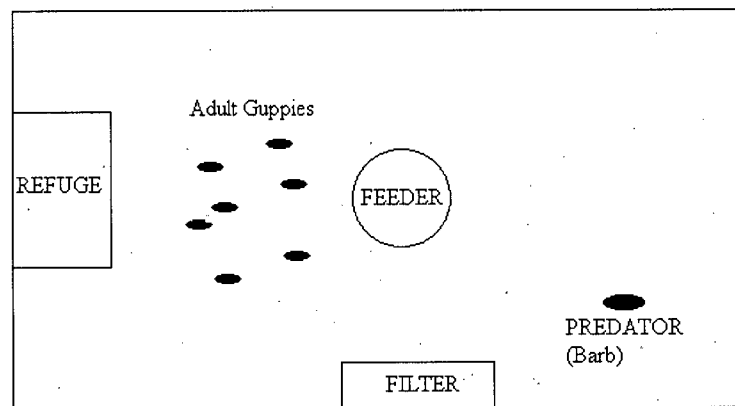 Adult Guppies
REFUGE
FEEDER
PREDATOR
(Barb)
FILTER